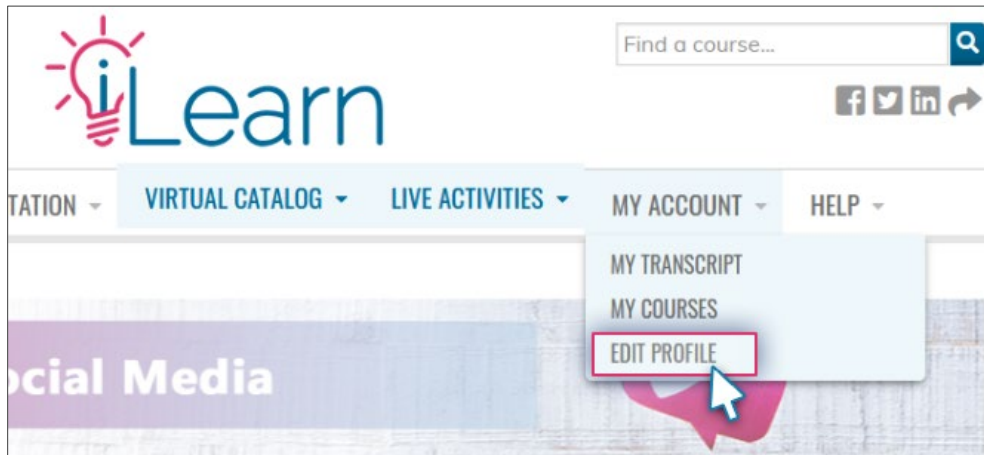 Find a course...
iLearn
TATION
VIRTUAL CATALOG
LIVE ACTIVITIES
MY ACCOUNT
HELP
MY TRANSCRIPT
MY COURSES
EDIT PROFILE
ocial Media